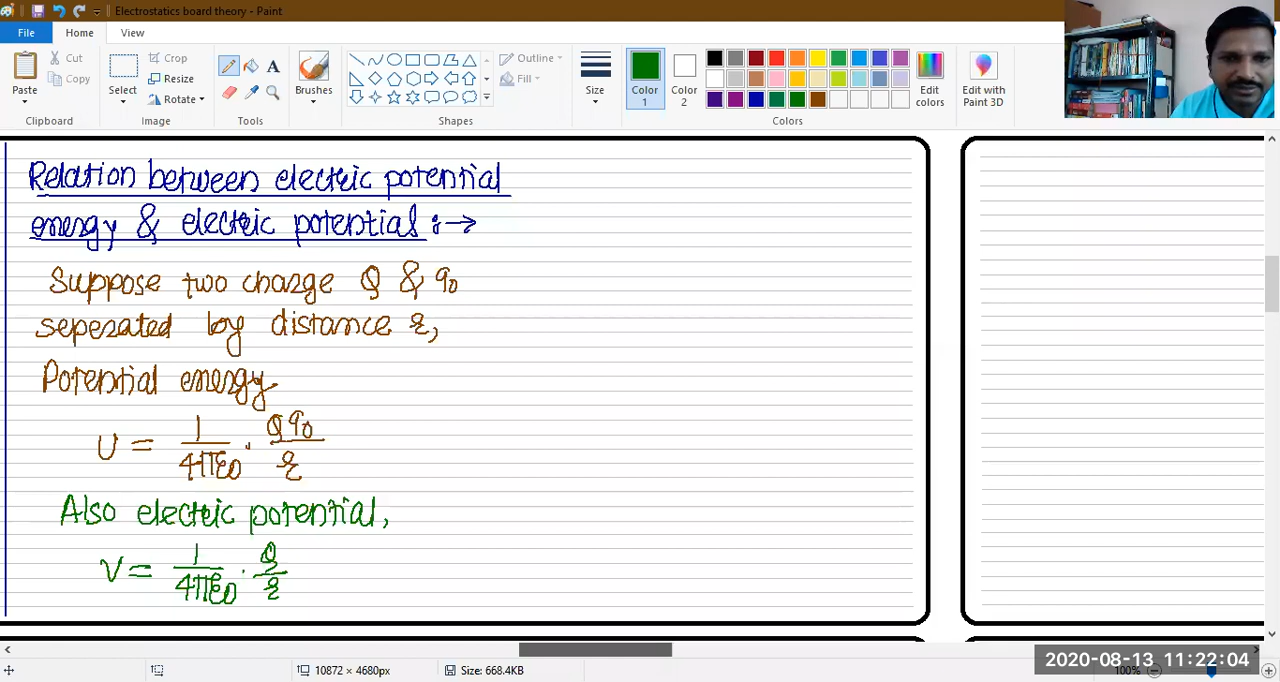 Electrostatics board theory - Paint
File
Home
View
Paste
Cut
Copy
Clipboard
Select
Crop
Resize
Rotate
Image
Tools
Brushes
Shapes
Outline
Fill
Size
Color 1
Color 2
Edit colors
Edit with Paint 3D
Colors
Relation between electric potential
energy & electric potential :→
Suppose two charge Q & q₀
seperated by distance r,
Potential energy
U = 1/4πε₀ · Qq₀/r
Also electric potential,
V = 1/4πε₀ · Q/r
10872 × 4680px
Size: 668.4KB
100%
2020-08-13 11:22:04